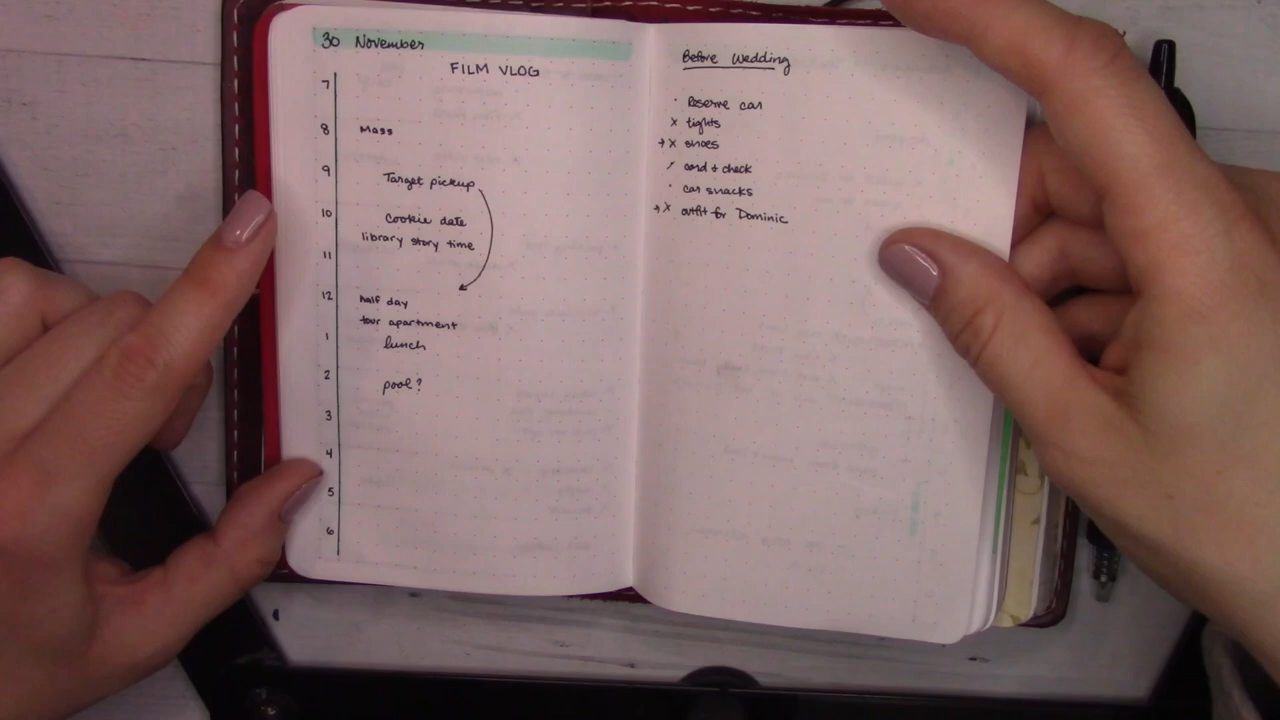 30 November
FILM VLOG
7
8 Mass
9 Target pickup
10 Cookie date
library story time
11
12 half day
tour apartment
1 lunch
2 pool?
3
4
5
6
Before Wedding
· Reserve car
x tights
→ x shoes
/ card + check
· car snacks
→ x outfit for Dominic